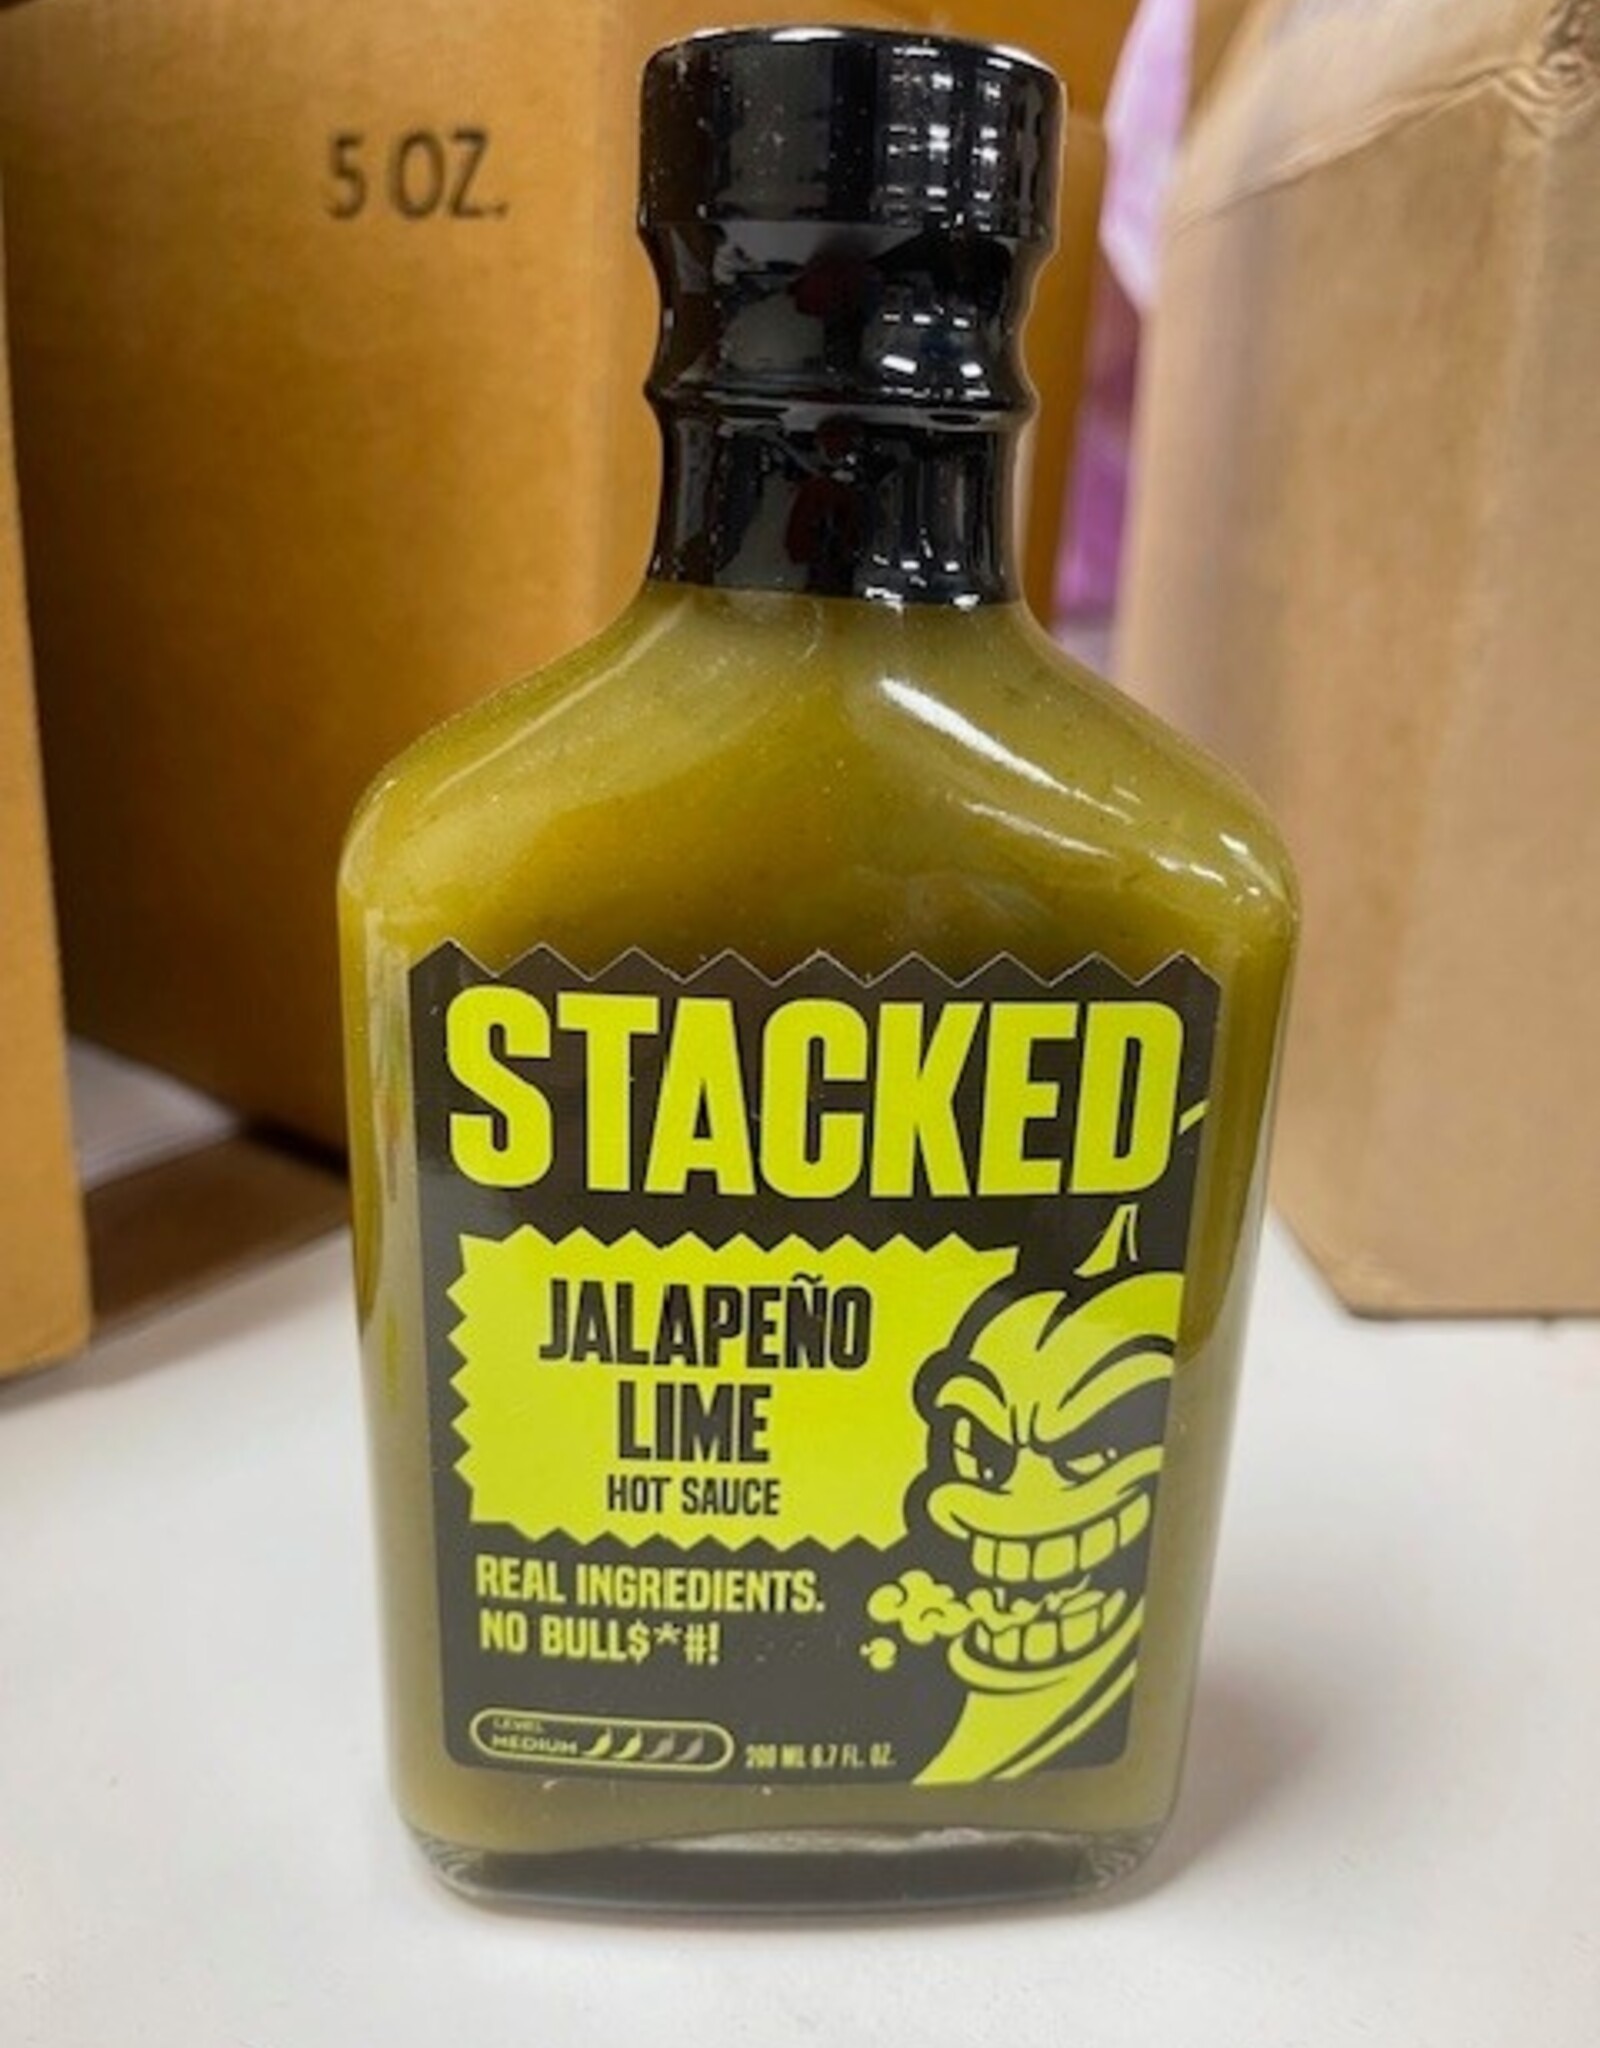 5 OZ.
STACKED
JALAPEÑO
LIME
HOT SAUCE
REAL INGREDIENTS.
NO BULL$*#!
LEVEL
MEDIUM
200 ML 6.7 FL. OZ.